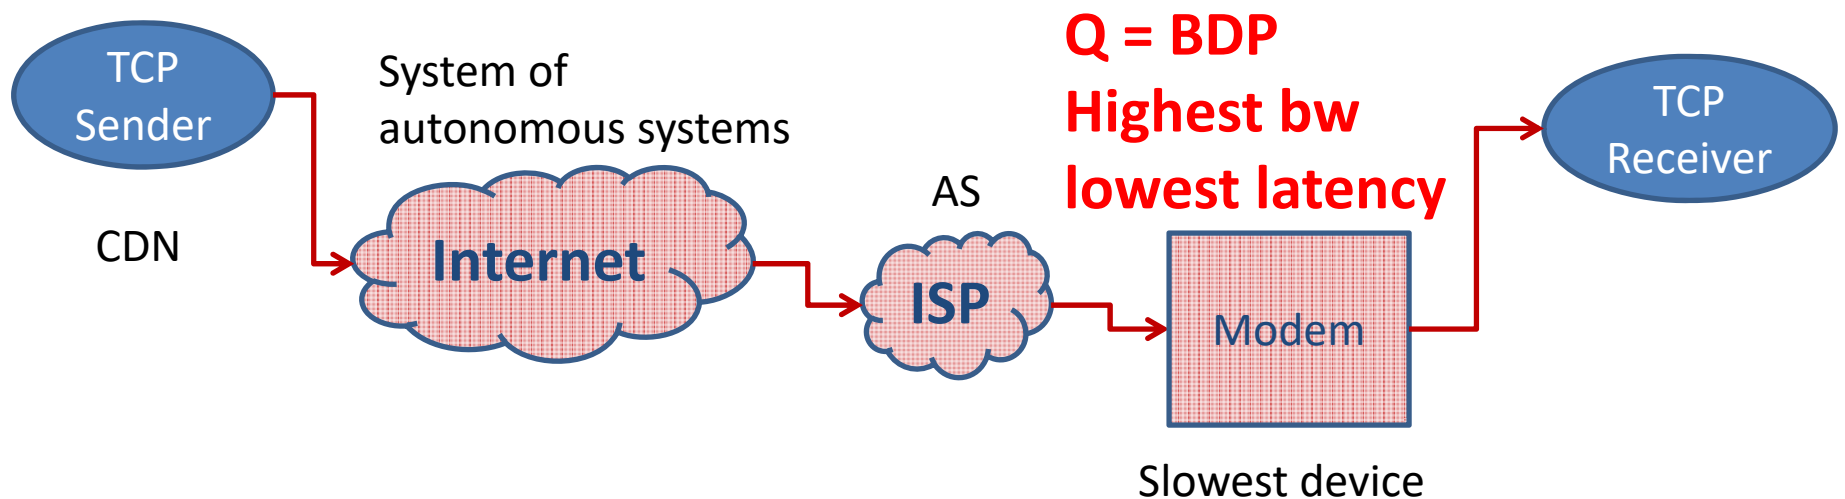 TCP
Sender
CDN
System of
autonomous systems
Internet
AS
ISP
Q = BDP
Highest bw
lowest latency
Modem
Slowest device
TCP
Receiver